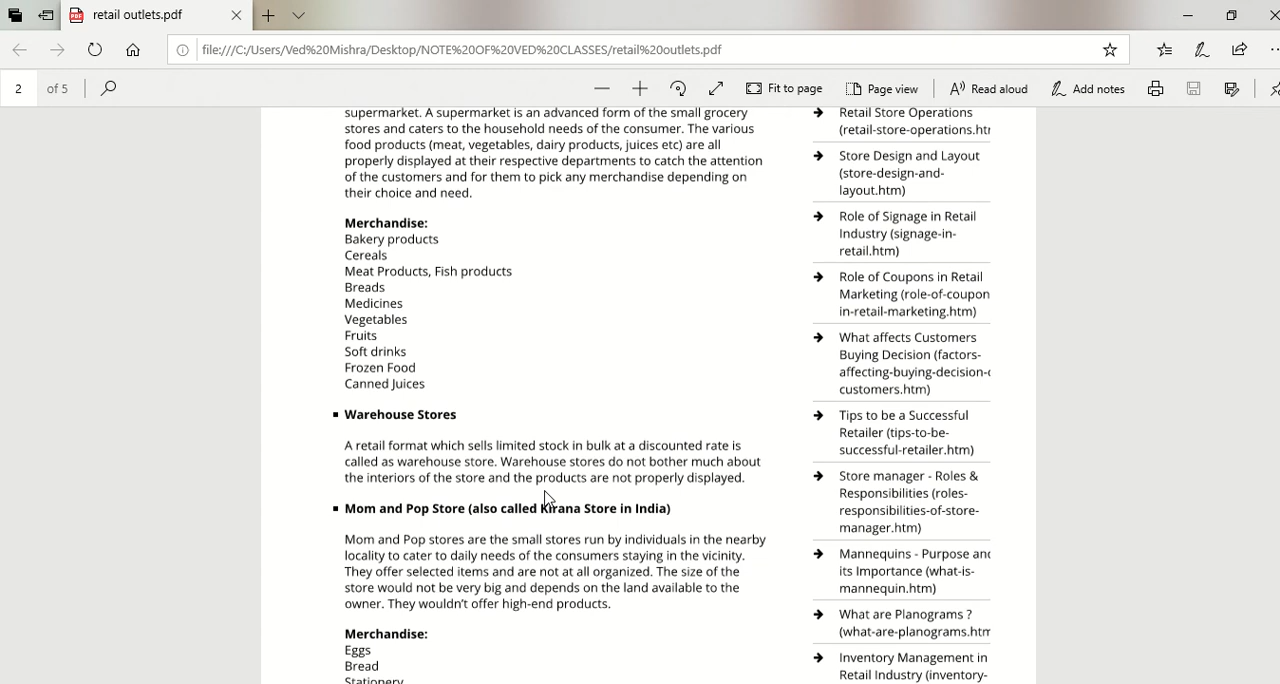 retail outlets.pdf
file:///C:/Users/Ved%20Mishra/Desktop/NOTE%20OF%20VED%20CLASSES/retail%20outlets.pdf
2 of 5
Fit to page
Page view
Read aloud
Add notes
supermarket. A supermarket is an advanced form of the small grocery
stores and caters to the household needs of the consumer. The various
food products (meat, vegetables, dairy products, juices etc) are all
properly displayed at their respective departments to catch the attention
of the customers and for them to pick any merchandise depending on
their choice and need.
Merchandise:
Bakery products
Cereals
Meat Products, Fish products
Breads
Medicines
Vegetables
Fruits
Soft drinks
Frozen Food
Canned Juices
▪ Warehouse Stores
A retail format which sells limited stock in bulk at a discounted rate is
called as warehouse store. Warehouse stores do not bother much about
the interiors of the store and the products are not properly displayed.
▪ Mom and Pop Store (also called Kirana Store in India)
Mom and Pop stores are the small stores run by individuals in the nearby
locality to cater to daily needs of the consumers staying in the vicinity.
They offer selected items and are not at all organized. The size of the
store would not be very big and depends on the land available to the
owner. They wouldn't offer high-end products.
Merchandise:
Eggs
Bread
Stationery
➔ Retail Store Operations
(retail-store-operations.htm
➔ Store Design and Layout
(store-design-and-
layout.htm)
➔ Role of Signage in Retail
Industry (signage-in-
retail.htm)
➔ Role of Coupons in Retail
Marketing (role-of-coupon
in-retail-marketing.htm)
➔ What affects Customers
Buying Decision (factors-
affecting-buying-decision-
customers.htm)
➔ Tips to be a Successful
Retailer (tips-to-be-
successful-retailer.htm)
➔ Store manager - Roles &
Responsibilities (roles-
responsibilities-of-store-
manager.htm)
➔ Mannequins - Purpose and
its Importance (what-is-
mannequin.htm)
➔ What are Planograms ?
(what-are-planograms.htm
➔ Inventory Management in
Retail Industry (inventory-